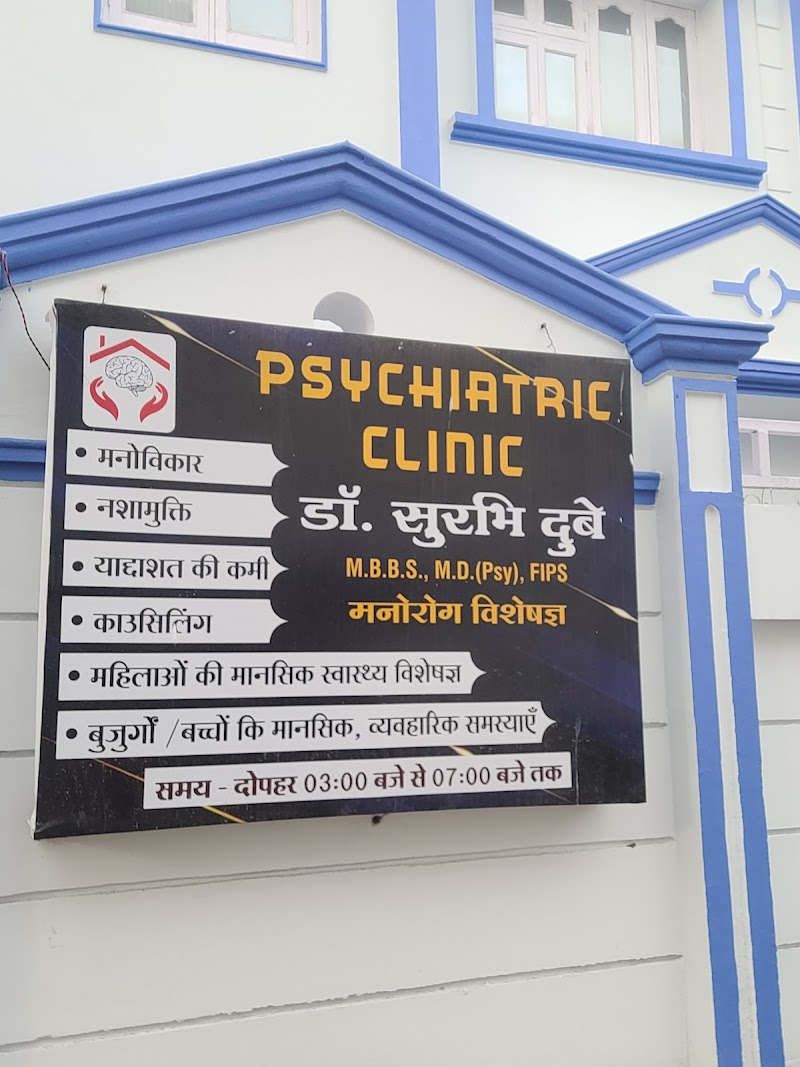 PSYCHIATRIC
CLINIC
डॉ. सुरभि दुबे
M.B.B.S., M.D.(Psy), FIPS
मनोरोग विशेषज्ञ
• मनोविकार
• नशामुक्ति
• याद्दाशत की कमी
• काउसिलिंग
• महिलाओं की मानसिक स्वास्थ्य विशेषज्ञ
• बुजुर्गों /बच्चों कि मानसिक, व्यवहारिक समस्याएँ
समय - दोपहर 03:00 बजे से 07:00 बजे तक